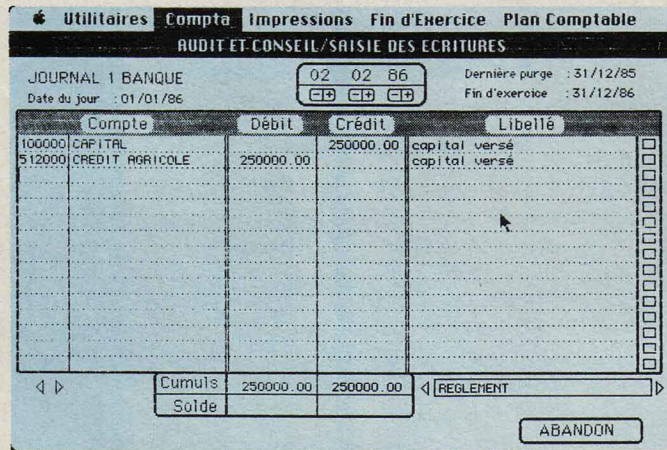 Utilitaires Compta Impressions Fin d'Exercice Plan Comptable
AUDIT ET CONSEIL/SAISIE DES ECRITURES
JOURNAL 1 BANQUE
Date du jour : 01/01/86
02 02 86
-+ -+ -+
Dernière purge : 31/12/85
Fin d'exercice : 31/12/86
Compte Débit Crédit Libellé
100000 CAPITAL 250000.00 capital versé
512000 CREDIT AGRICOLE 250000.00 capital versé
Cumuls 250000.00 250000.00 REGLEMENT
Solde
ABANDON